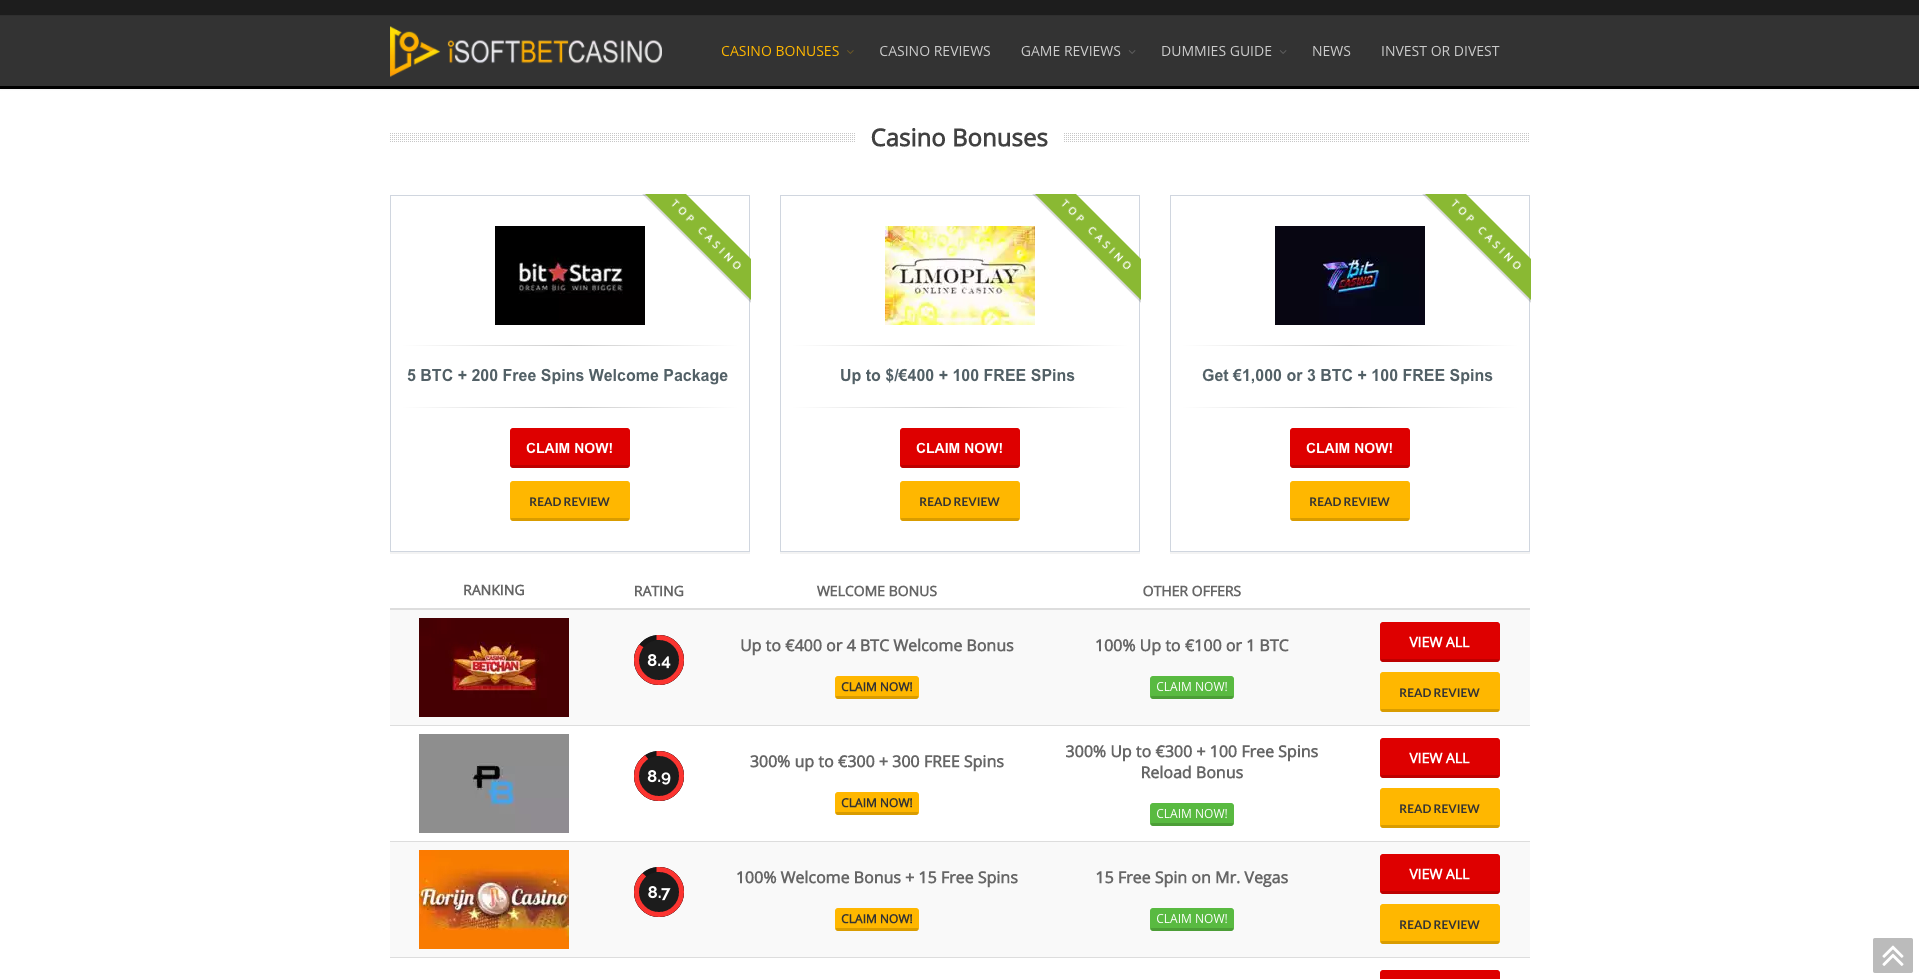 iSOFTBETCASINO
CASINO BONUSES
CASINO REVIEWS
GAME REVIEWS
DUMMIES GUIDE
NEWS
INVEST OR DIVEST
Casino Bonuses
TOP CASINO
bit Starz
DREAM BIG WIN BIGGER
5 BTC + 200 Free Spins Welcome Package
CLAIM NOW!
READ REVIEW
TOP CASINO
LIMOPLAY
ONLINE CASINO
Up to $/€400 + 100 FREE SPins
CLAIM NOW!
READ REVIEW
TOP CASINO
7Bit
CASINO
Get €1,000 or 3 BTC + 100 FREE Spins
CLAIM NOW!
READ REVIEW
RANKING RATING WELCOME BONUS OTHER OFFERS
CASINO
BETCHAN
8.4
Up to €400 or 4 BTC Welcome Bonus
CLAIM NOW!
100% Up to €100 or 1 BTC
CLAIM NOW!
VIEW ALL
READ REVIEW
PB
8.9
300% up to €300 + 300 FREE Spins
CLAIM NOW!
300% Up to €300 + 100 Free Spins
Reload Bonus
CLAIM NOW!
VIEW ALL
READ REVIEW
Florijn Casino
8.7
100% Welcome Bonus + 15 Free Spins
CLAIM NOW!
15 Free Spin on Mr. Vegas
CLAIM NOW!
VIEW ALL
READ REVIEW